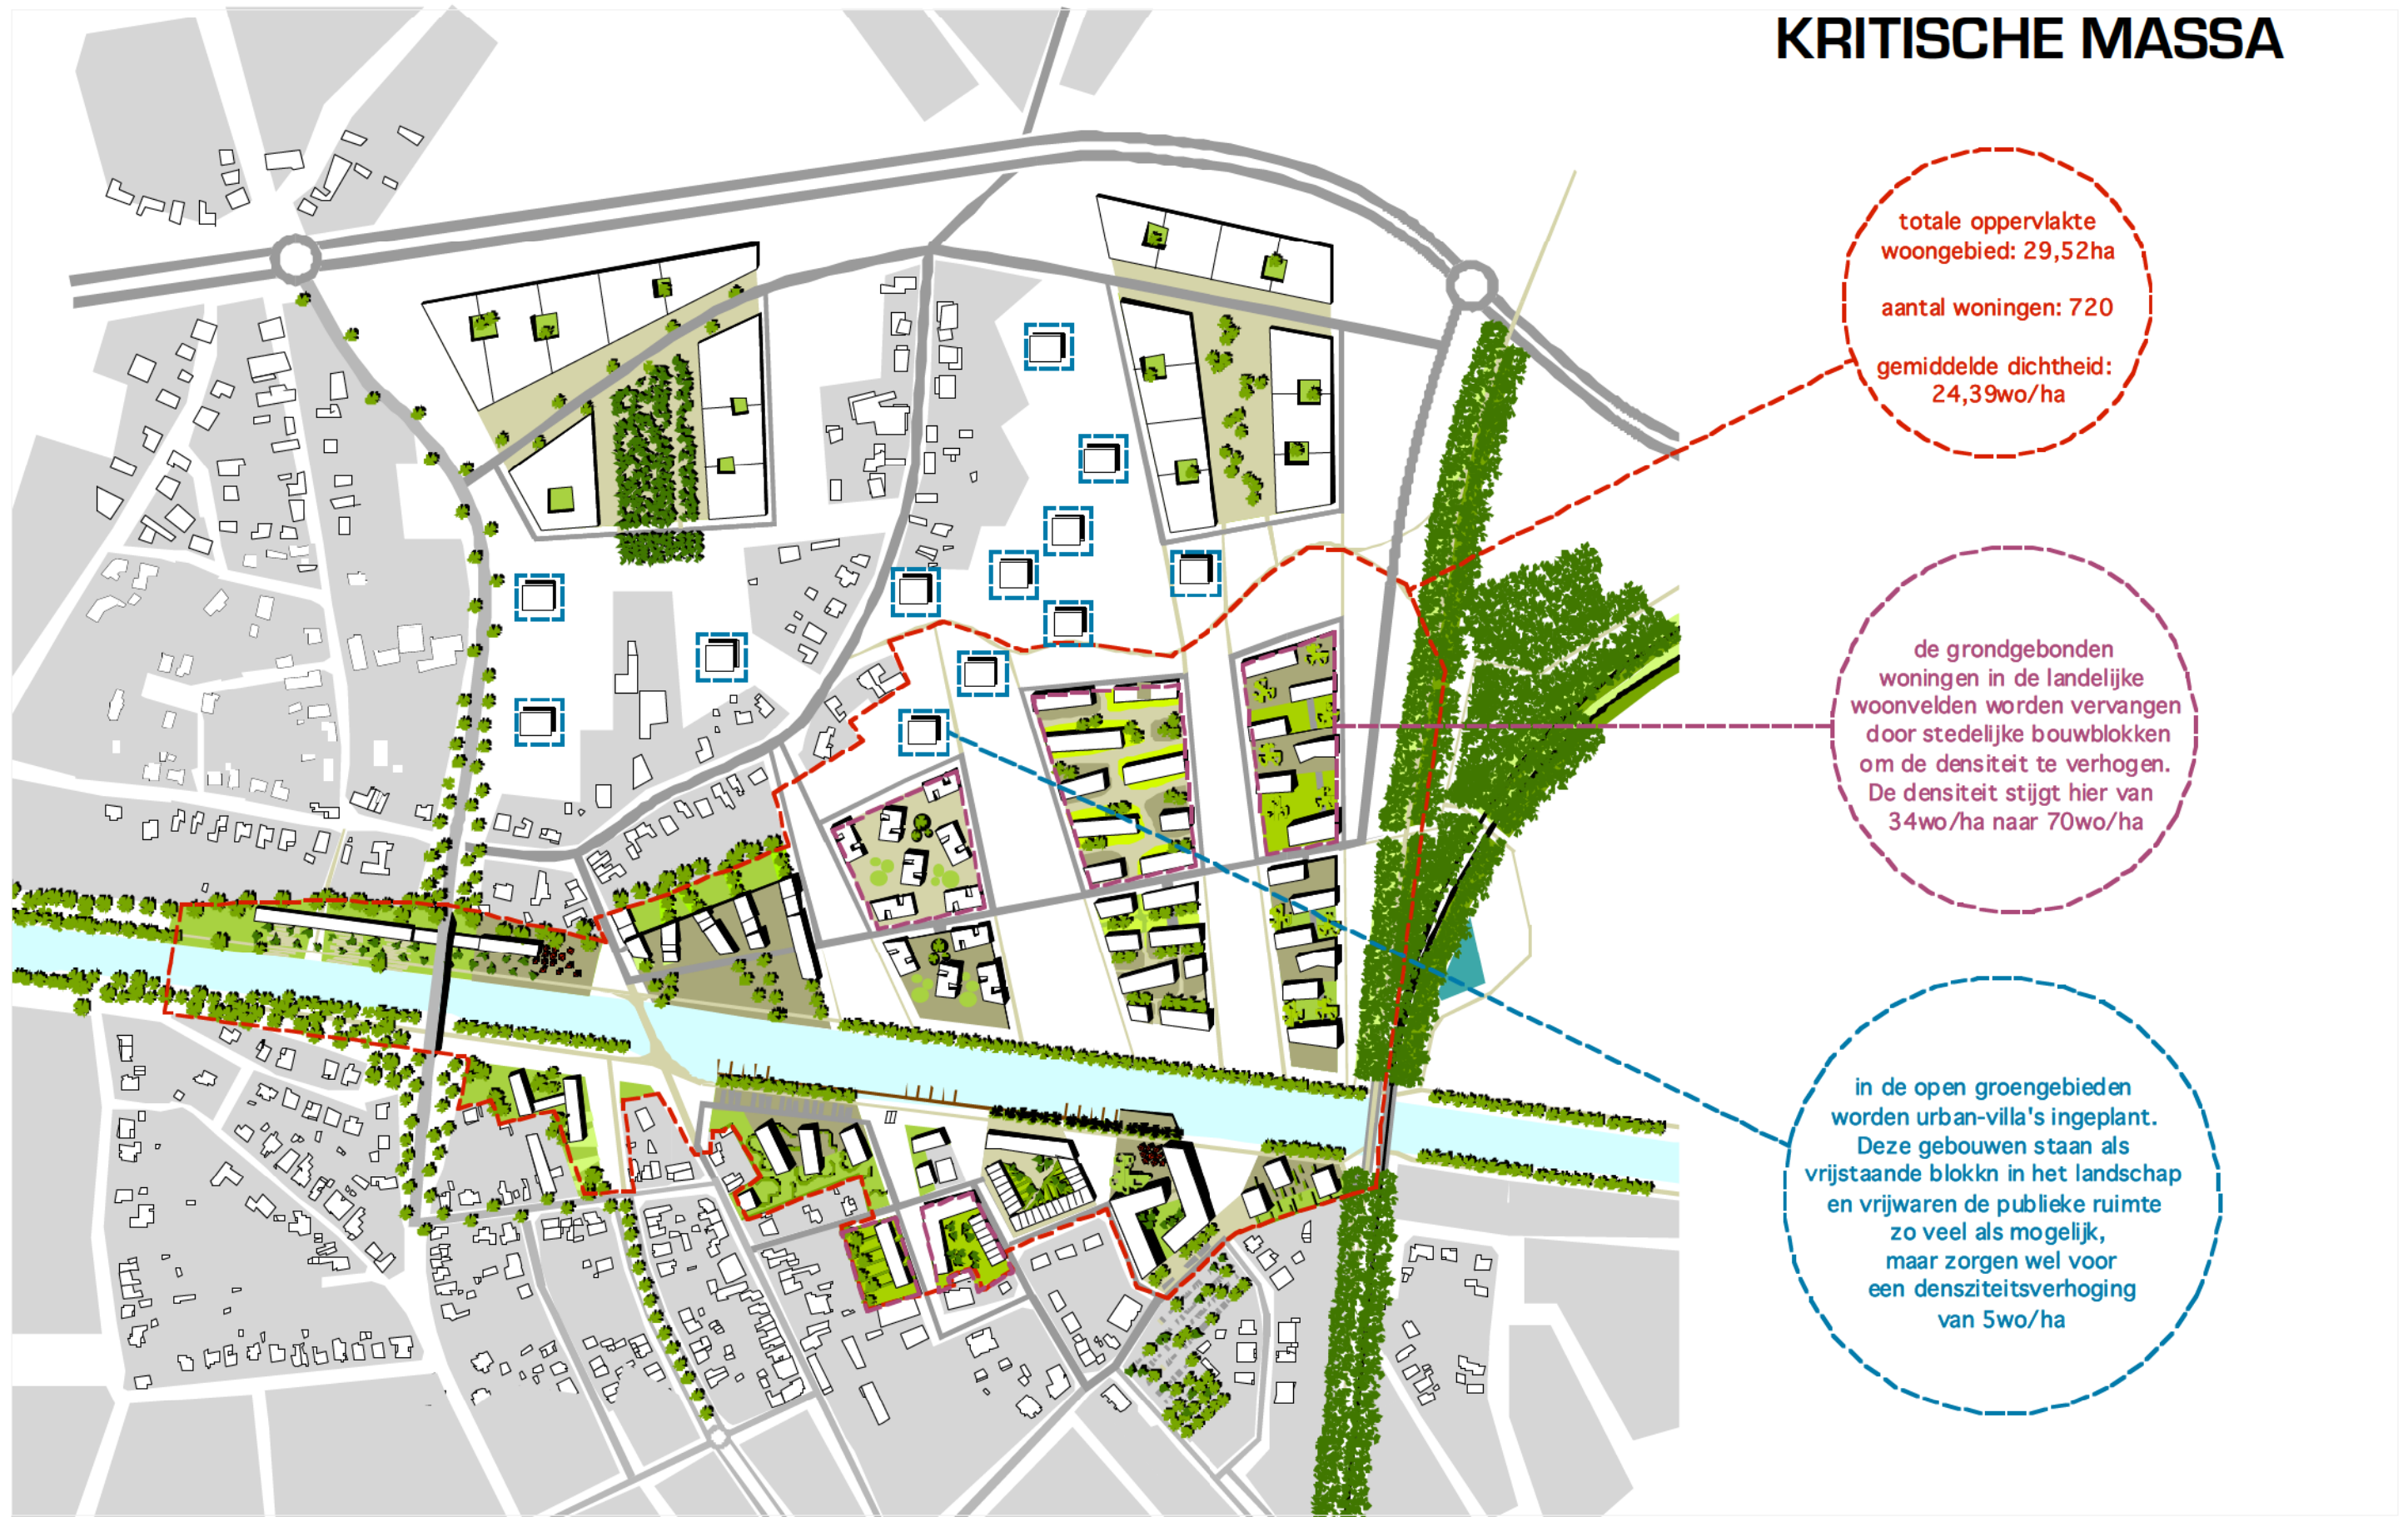 KRITISCHE MASSA
totale oppervlakte
woongebied: 29,52ha
aantal woningen: 720
gemiddelde dichtheid:
24,39wo/ha
de grondgebonden
woningen in de landelijke
woonvelden worden vervangen
door stedelijke bouwblokken
om de densiteit te verhogen.
De densiteit stijgt hier van
34wo/ha naar 70wo/ha
in de open groengebieden
worden urban-villa's ingeplant.
Deze gebouwen staan als
vrijstaande blokkn in het landschap
en vrijwaren de publieke ruimte
zo veel als mogelijk,
maar zorgen wel voor
een densziteitsverhoging
van 5wo/ha